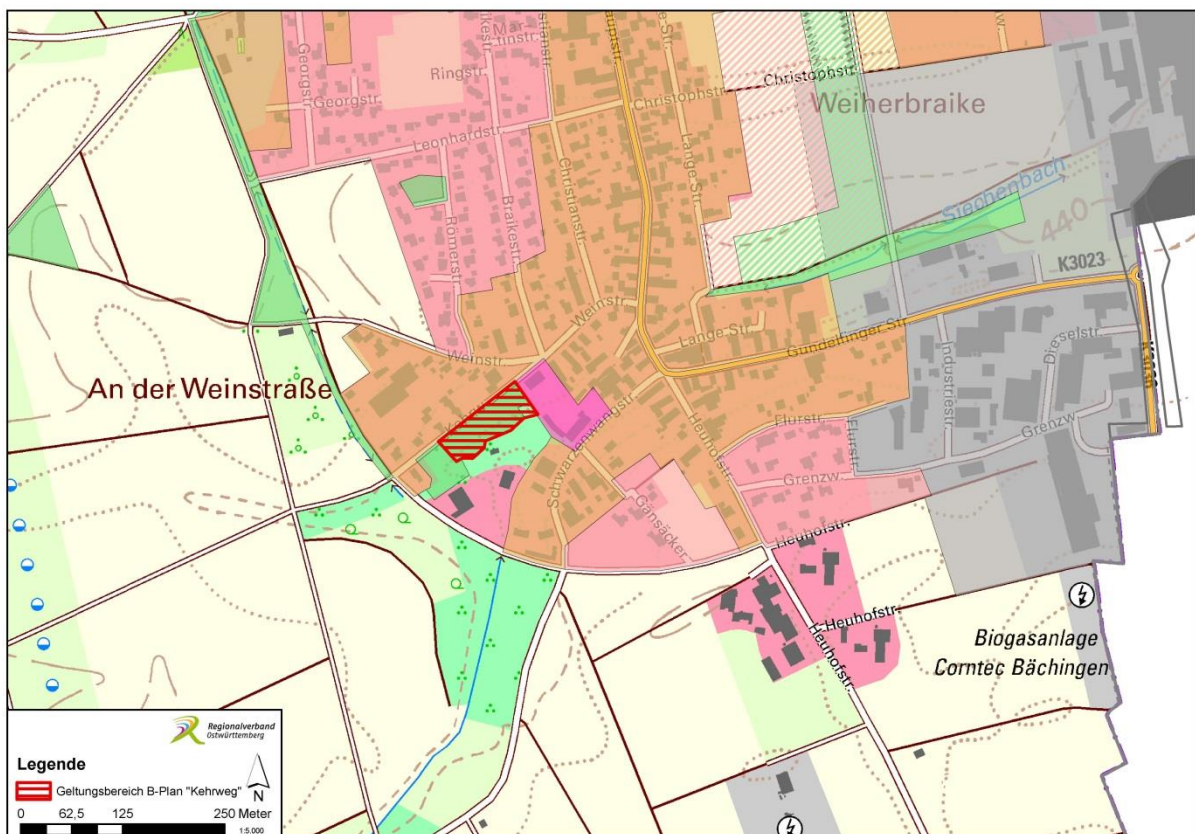 Georgstr.
Ringstr.
Georgstr.
Leonhardstr.
Römerstr.
Braikestr.
Christianstr.
Christophstr.
Lange Str.
Christophstr.
Weiherbraike
Siechenbach
440
K3023
Weinstr.
Weinstr.
Lange Str.
Gundelfinger Str.
Industriestr.
Dieselstr.
Grenzw.
Flurstr.
Flurstr.
Grenzw.
An der Weinstraße
Schwarzenwangstr.
Heuhofstr.
Gänsäcker
Heuhofstr.
Heuhofstr.
Heuhofstr.
Biogasanlage
Corntec Bächingen
Regionalverband
Ostwürttemberg
Legende
Geltungsbereich B-Plan "Kehrweg"
N
0 62,5 125 250 Meter
1:5.000